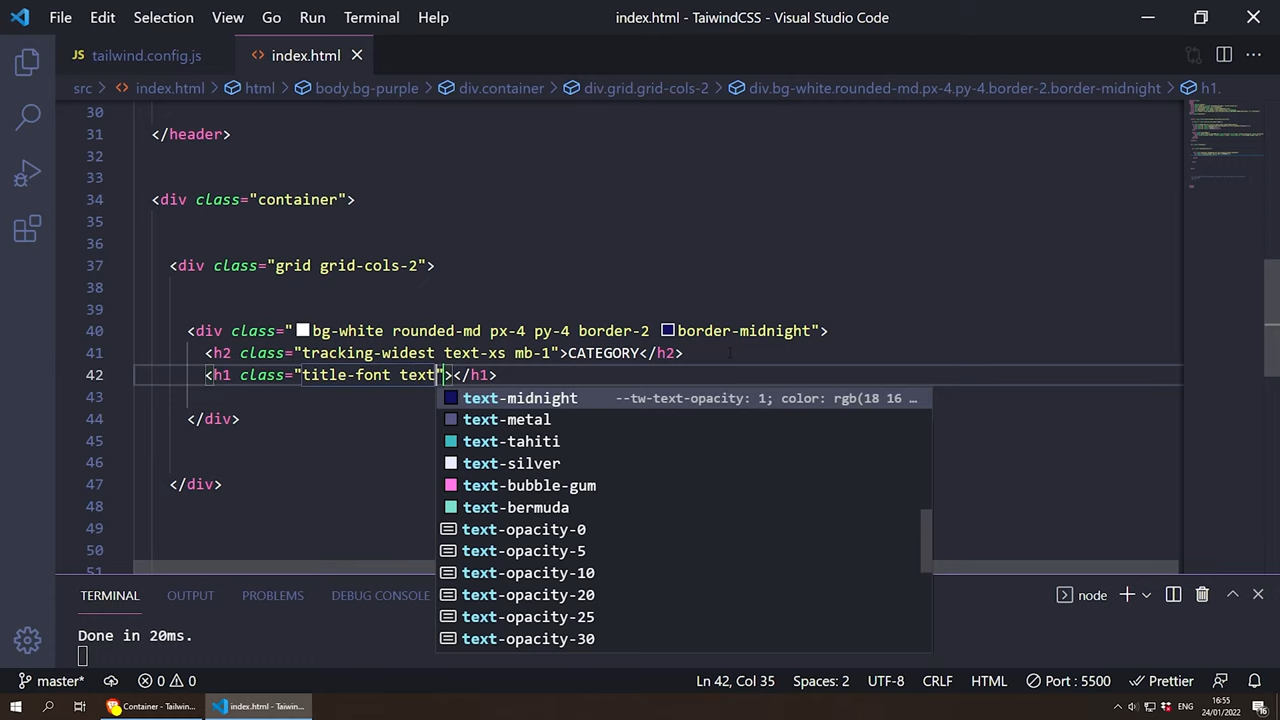 File Edit Selection View Go Run Terminal Help index.html - TaiwindCSS - Visual Studio Code
JS tailwind.config.js <> index.html
src > index.html > html > body.bg-purple > div.container > div.grid.grid-cols-2 > div.bg-white.rounded-md.px-4.py-4.border-2.border-midnight > h1.
30
31 </header>
32
33
34 <div class="container">
35
36
37 <div class="grid grid-cols-2">
38
39
40 <div class="bg-white rounded-md px-4 py-4 border-2 border-midnight">
41 <h2 class="tracking-widest text-xs mb-1">CATEGORY</h2>
42 <h1 class="title-font text"></h1>
43
44 </div>
45
46
47 </div>
48
49
50
51
text-midnight --tw-text-opacity: 1; color: rgb(18 16 …
text-metal
text-tahiti
text-silver
text-bubble-gum
text-bermuda
text-opacity-0
text-opacity-5
text-opacity-10
text-opacity-20
text-opacity-25
text-opacity-30
TERMINAL OUTPUT PROBLEMS DEBUG CONSOLE node
Done in 20ms.
master* 0 0 Ln 42, Col 35 Spaces: 2 UTF-8 CRLF HTML Port : 5500 Prettier
Container - Tailwin... index.html - Taiwin... ENG 16:55
24/01/2022